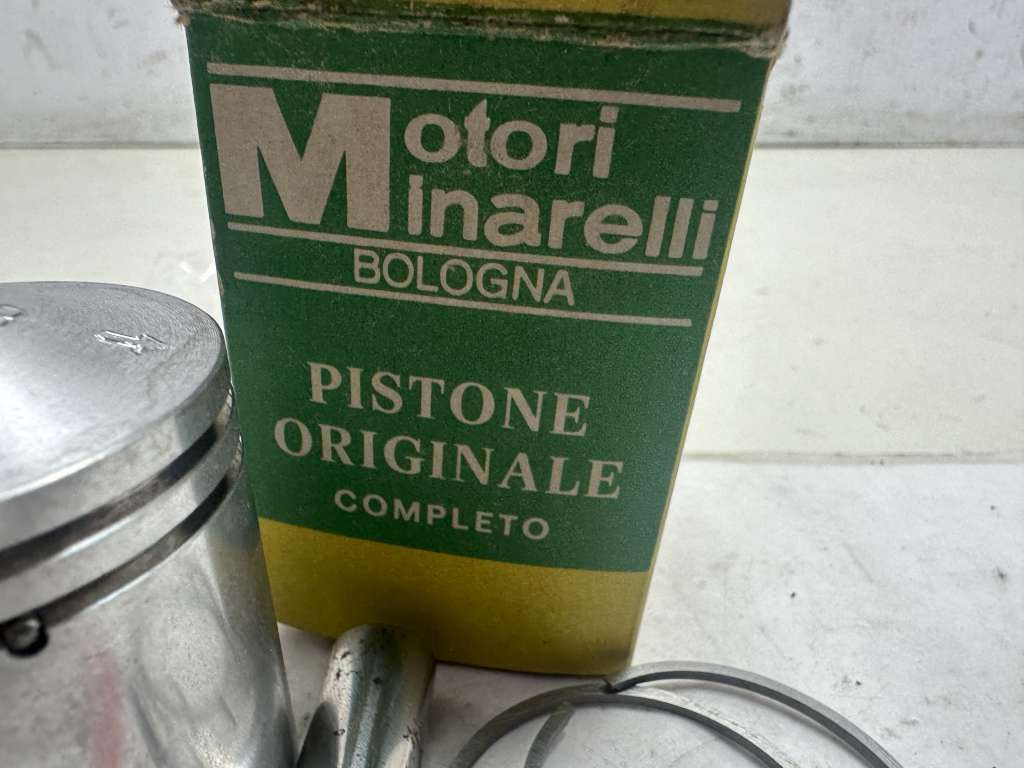 Motori
Minarelli
BOLOGNA
PISTONE
ORIGINALE
COMPLETO